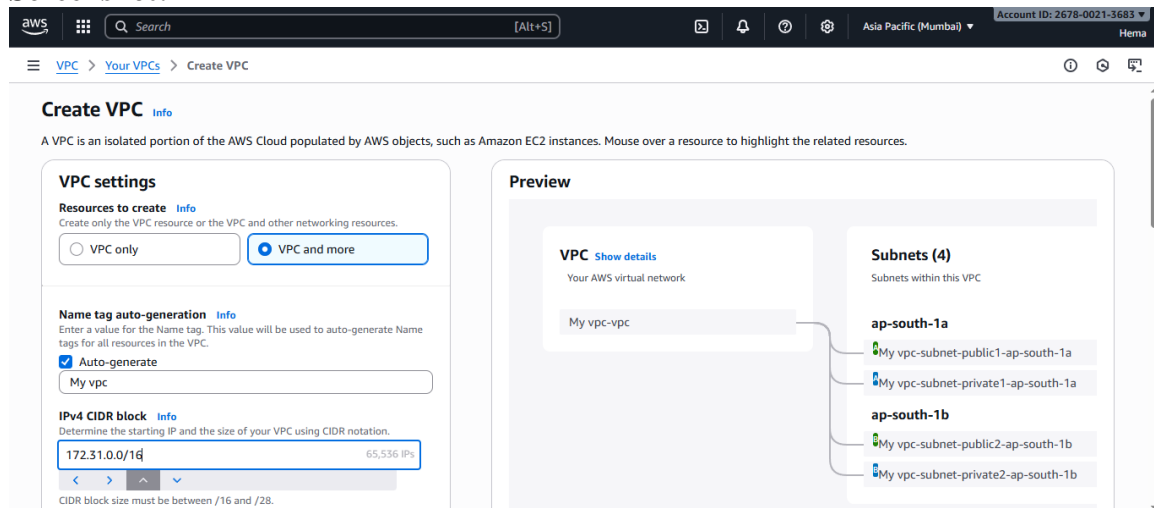 aws
Search
[Alt+S]
Asia Pacific (Mumbai) ▼
Account ID: 2678-0021-3683 ▼
Hema
VPC > Your VPCs > Create VPC
Create VPC Info
A VPC is an isolated portion of the AWS Cloud populated by AWS objects, such as Amazon EC2 instances. Mouse over a resource to highlight the related resources.
VPC settings
Resources to create Info
Create only the VPC resource or the VPC and other networking resources.
VPC only
VPC and more
Name tag auto-generation Info
Enter a value for the Name tag. This value will be used to auto-generate Name
tags for all resources in the VPC.
Auto-generate
My vpc
IPv4 CIDR block Info
Determine the starting IP and the size of your VPC using CIDR notation.
172.31.0.0/16
65,536 IPs
CIDR block size must be between /16 and /28.
Preview
VPC Show details
Your AWS virtual network
My vpc-vpc
Subnets (4)
Subnets within this VPC
ap-south-1a
A My vpc-subnet-public1-ap-south-1a
A My vpc-subnet-private1-ap-south-1a
ap-south-1b
B My vpc-subnet-public2-ap-south-1b
B My vpc-subnet-private2-ap-south-1b